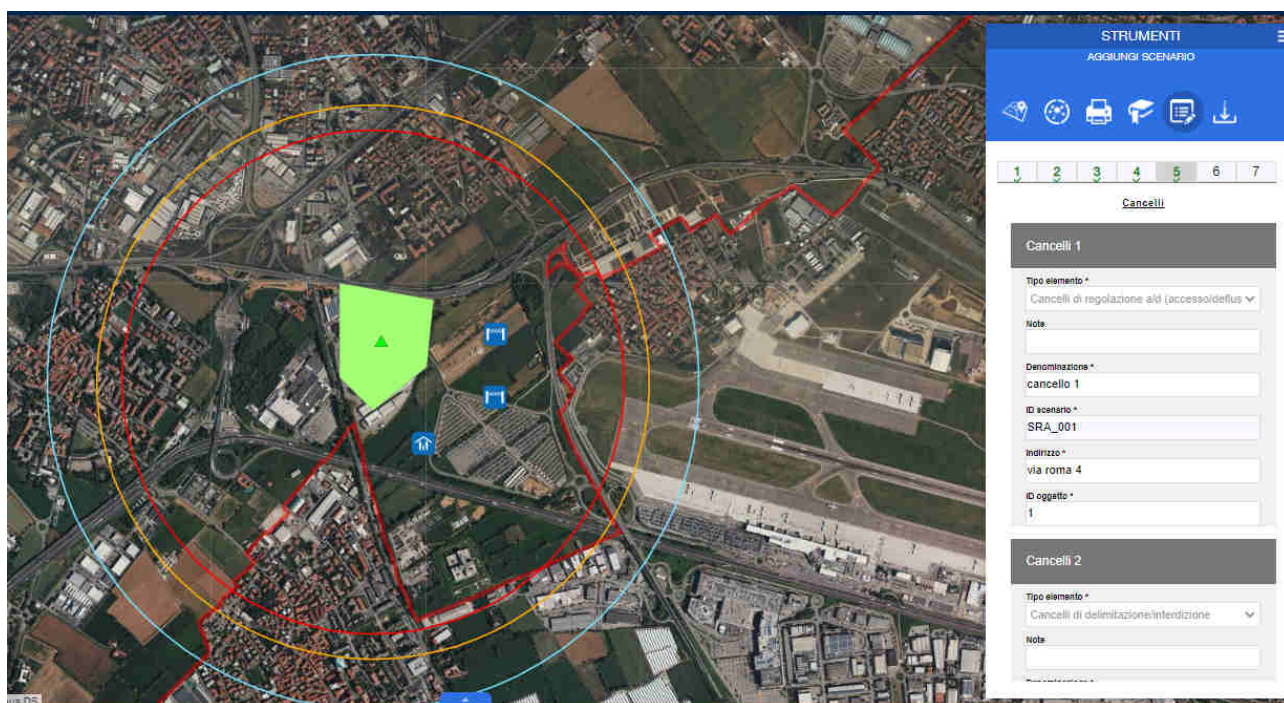 STRUMENTI
AGGIUNGI SCENARIO
1 2 3 4 5 6 7
Cancelli
Cancelli 1
Tipo elemento *
Cancelli di regolazione a/d (accesso/deflus
Note
Denominazione *
cancello 1
ID scenario *
SRA_001
Indirizzo *
via roma 4
ID oggetto *
1
Cancelli 2
Tipo elemento *
Cancelli di delimitazione/interdizione
Note